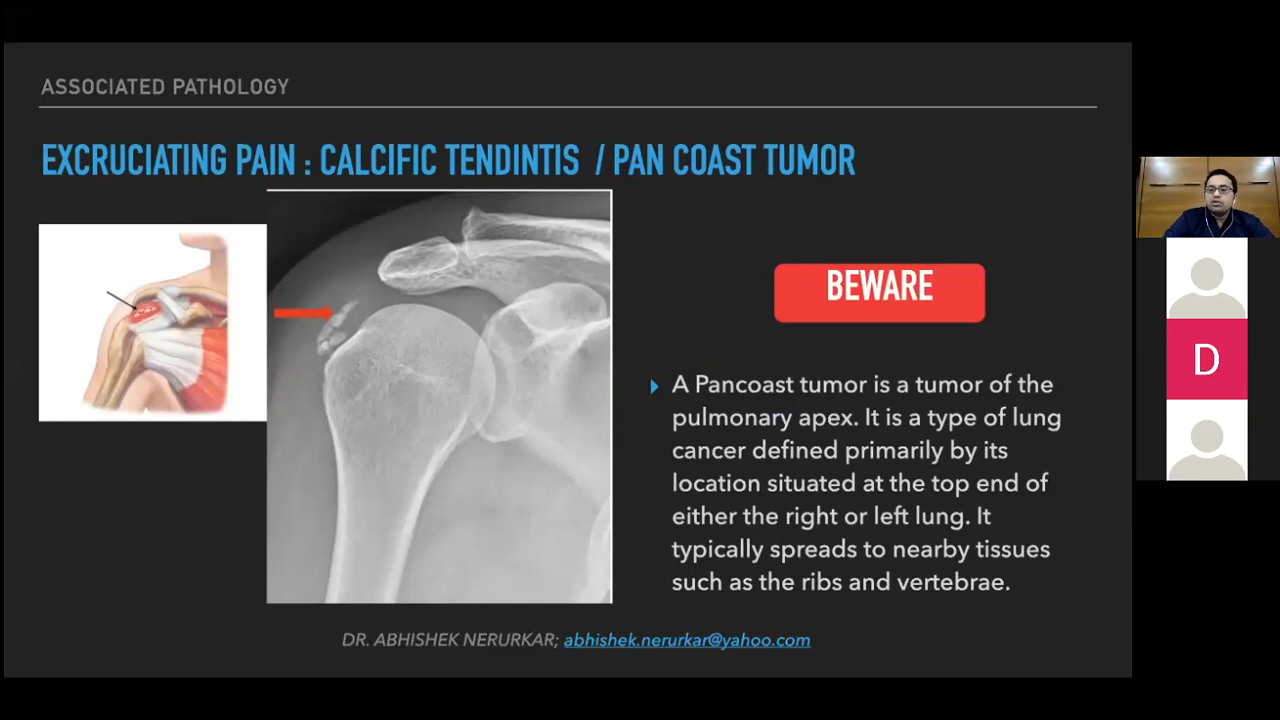 ASSOCIATED PATHOLOGY
EXCRUCIATING PAIN : CALCIFIC TENDINTIS / PAN COAST TUMOR
BEWARE
A Pancoast tumor is a tumor of the
pulmonary apex. It is a type of lung
cancer defined primarily by its
location situated at the top end of
either the right or left lung. It
typically spreads to nearby tissues
such as the ribs and vertebrae.
DR. ABHISHEK NERURKAR; abhishek.nerurkar@yahoo.com
D